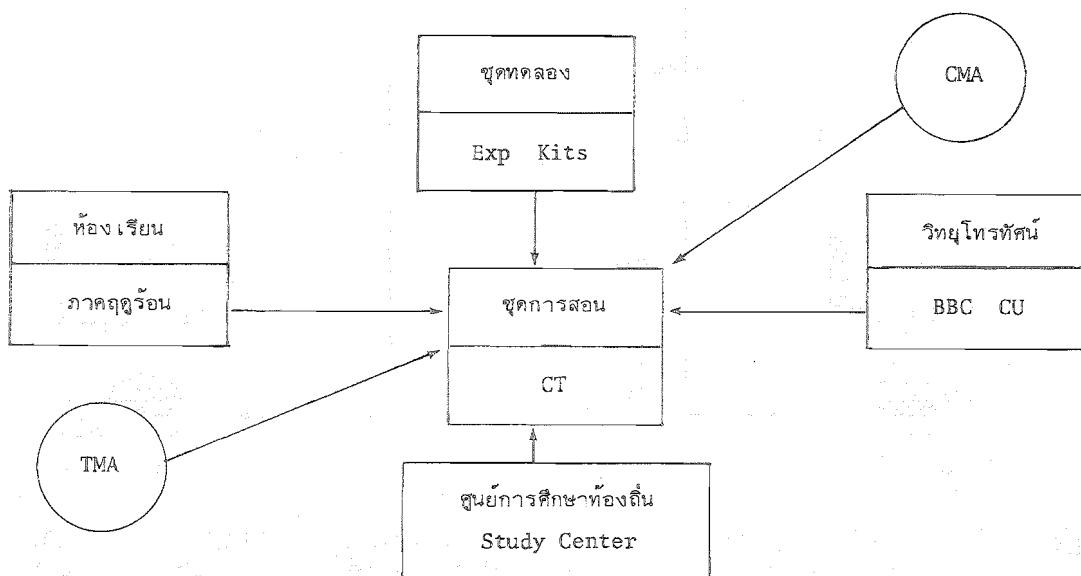 ชุดทดลอง
Exp Kits
CMA
ห้องเรียน
ภาคฤดูร้อน
วิทยุโทรทัศน์
BBC CU
ชุดการสอน
CT
TMA
ศูนย์การศึกษาท้องถิ่น
Study Center